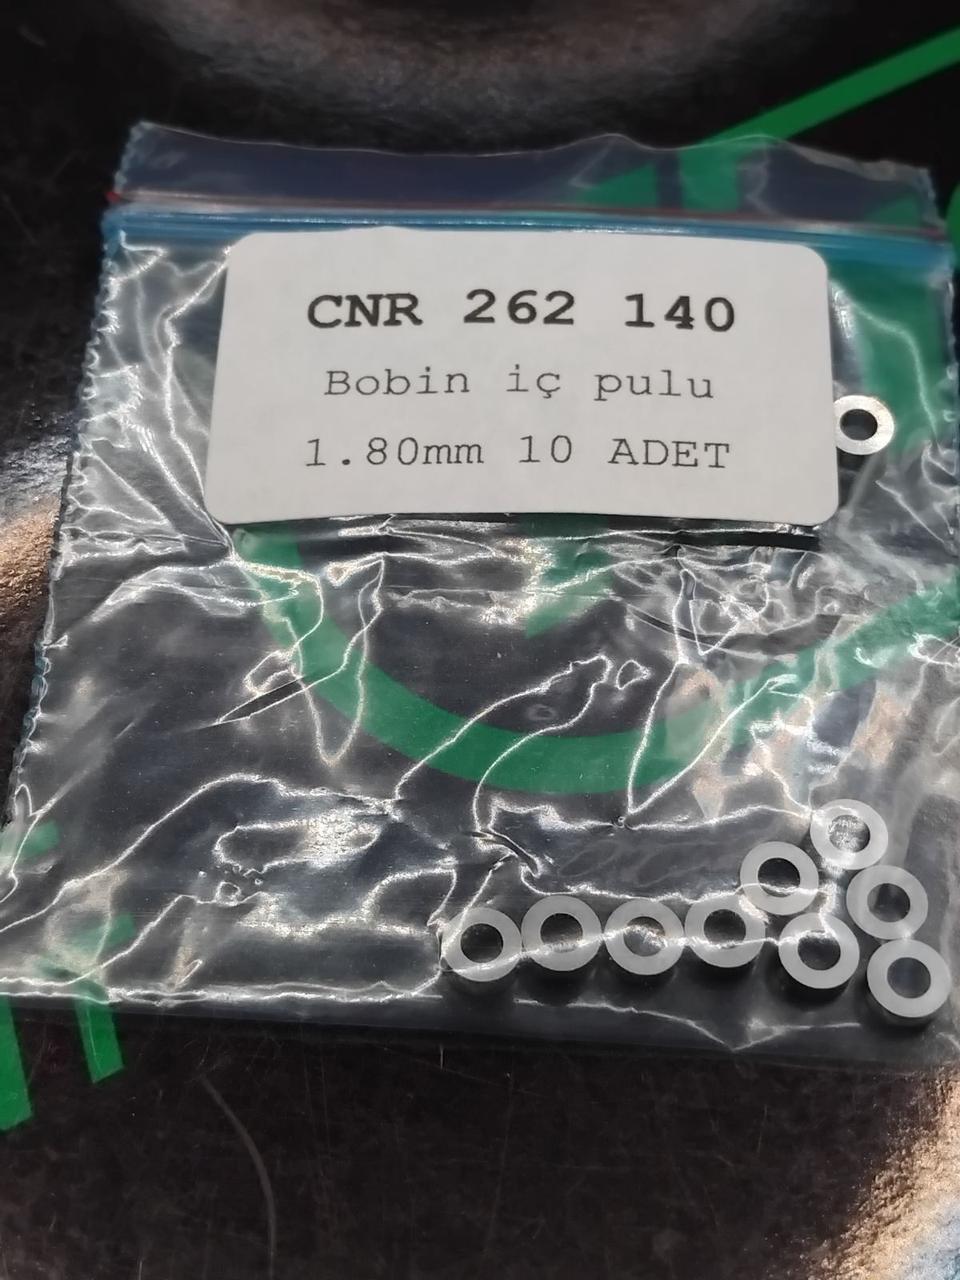 CNR 262 140
Bobin iç pulu
1.80mm 10 ADET